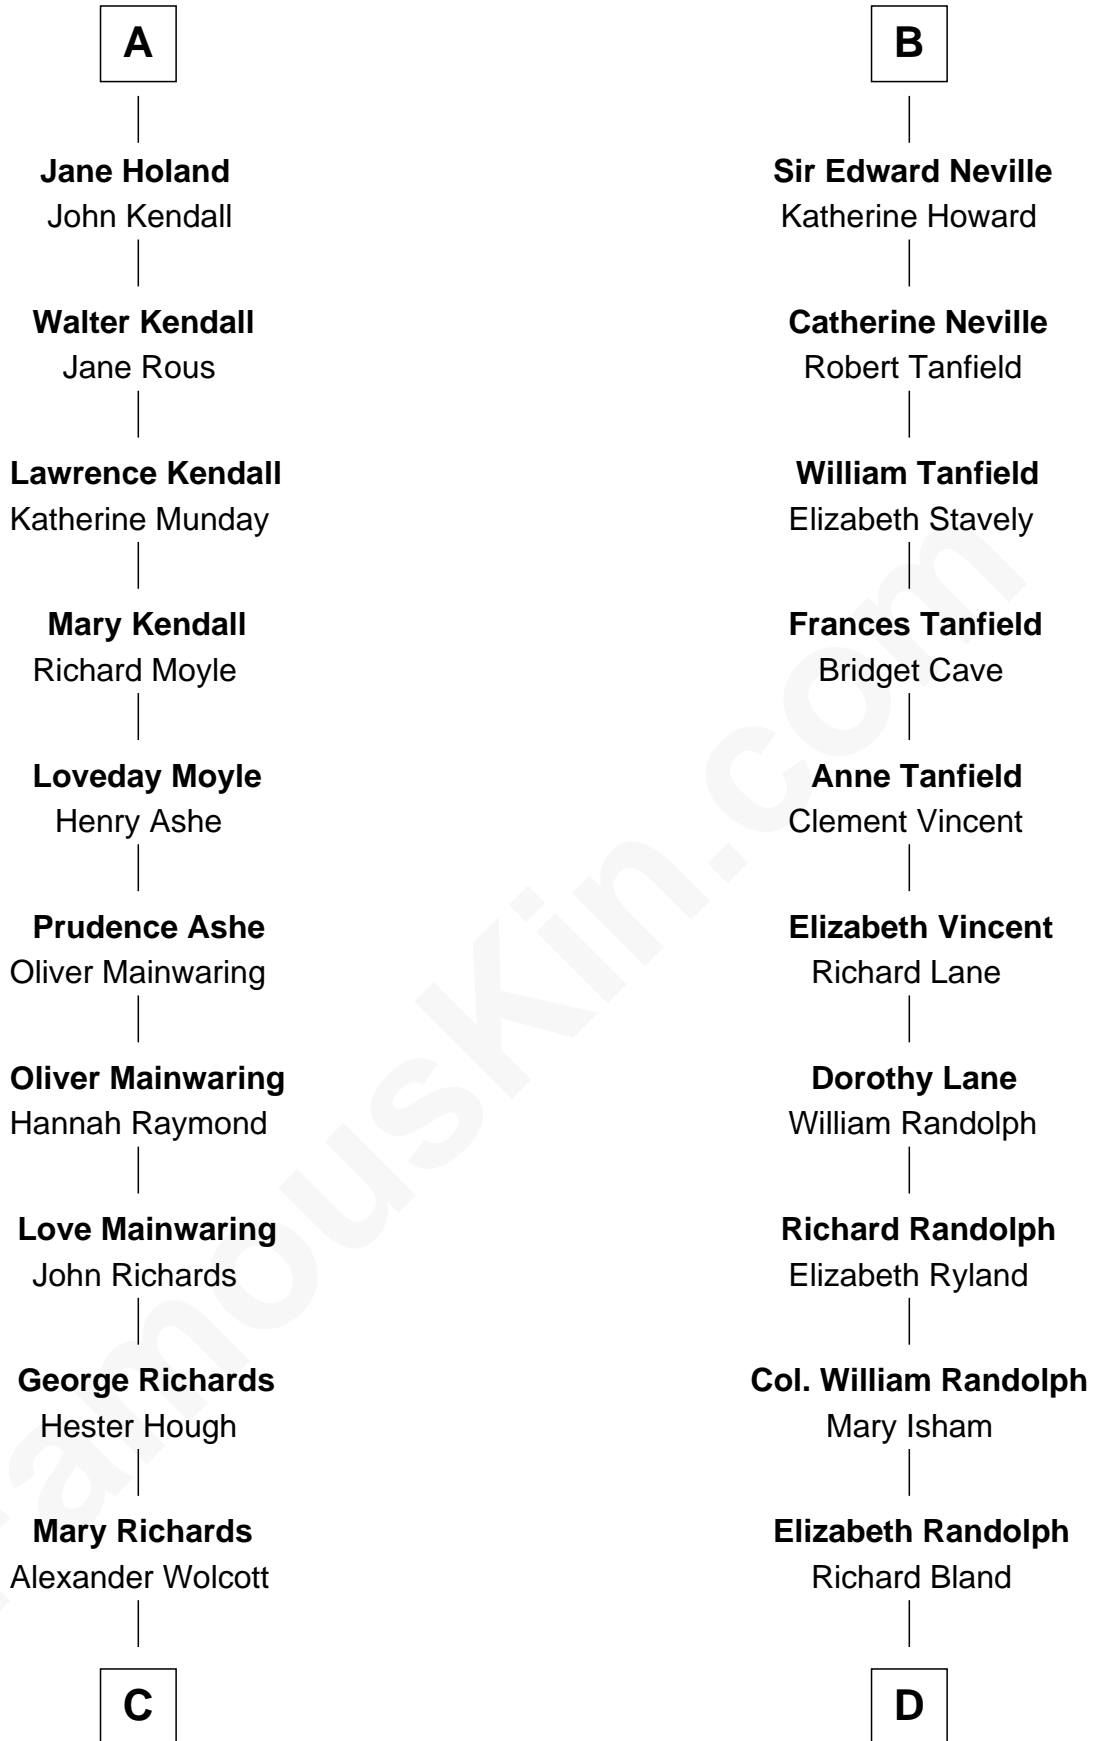 A
Jane Holand
John Kendall
Walter Kendall
Jane Rous
Lawrence Kendall
Katherine Munday
Mary Kendall
Richard Moyle
Loveday Moyle
Henry Ashe
Prudence Ashe
Oliver Mainwaring
Oliver Mainwaring
Hannah Raymond
Love Mainwaring
John Richards
George Richards
Hester Hough
Mary Richards
Alexander Wolcott
C
B
Sir Edward Neville
Katherine Howard
Catherine Neville
Robert Tanfield
William Tanfield
Elizabeth Stavely
Frances Tanfield
Bridget Cave
Anne Tanfield
Clement Vincent
Elizabeth Vincent
Richard Lane
Dorothy Lane
William Randolph
Richard Randolph
Elizabeth Ryland
Col. William Randolph
Mary Isham
Elizabeth Randolph
Richard Bland
D
FamousKin.com